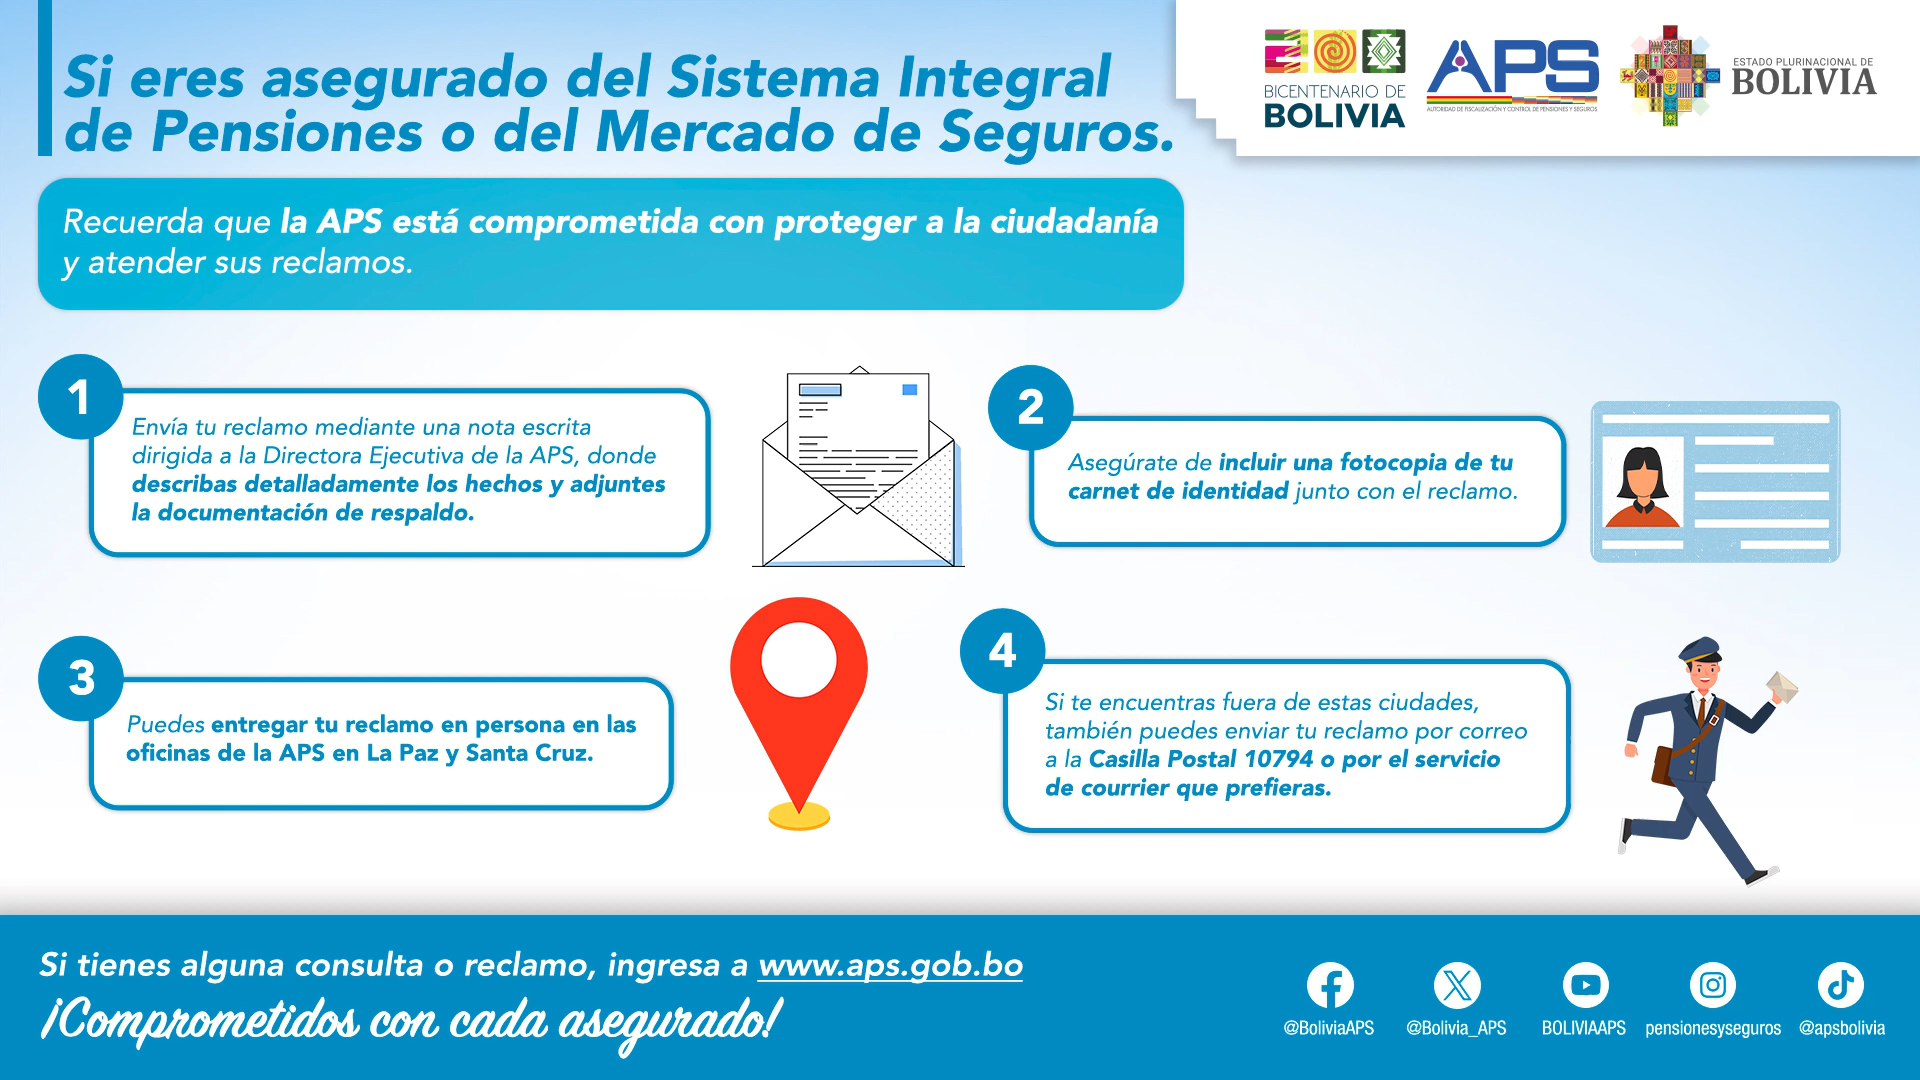 Si eres asegurado del Sistema Integral
de Pensiones o del Mercado de Seguros.
BICENTENARIO DE
BOLIVIA
APS
AUTORIDAD DE FISCALIZACIÓN Y CONTROL DE PENSIONES Y SEGUROS
ESTADO PLURINACIONAL DE
BOLIVIA
Recuerda que la APS está comprometida con proteger a la ciudadanía
y atender sus reclamos.
1
Envía tu reclamo mediante una nota escrita
dirigida a la Directora Ejecutiva de la APS, donde
describas detalladamente los hechos y adjuntes
la documentación de respaldo.
2
Asegúrate de incluir una fotocopia de tu
carnet de identidad junto con el reclamo.
3
Puedes entregar tu reclamo en persona en las
oficinas de la APS en La Paz y Santa Cruz.
4
Si te encuentras fuera de estas ciudades,
también puedes enviar tu reclamo por correo
a la Casilla Postal 10794 o por el servicio
de courrier que prefieras.
Si tienes alguna consulta o reclamo, ingresa a www.aps.gob.bo
¡Comprometidos con cada asegurado!
@BoliviaAPS
@Bolivia_APS
BOLIVIAAPS
pensionesyseguros
@apsbolivia